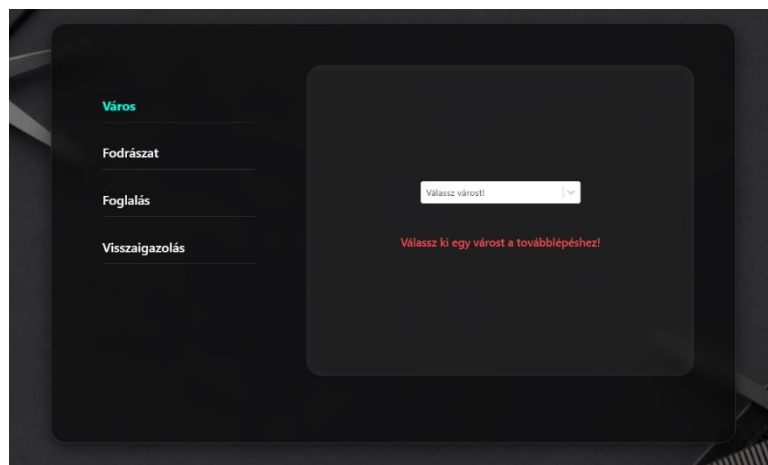 Város
Fodrászat
Foglalás
Visszaigazolás
Válassz várost!
Válassz ki egy várost a továbblépéshez!